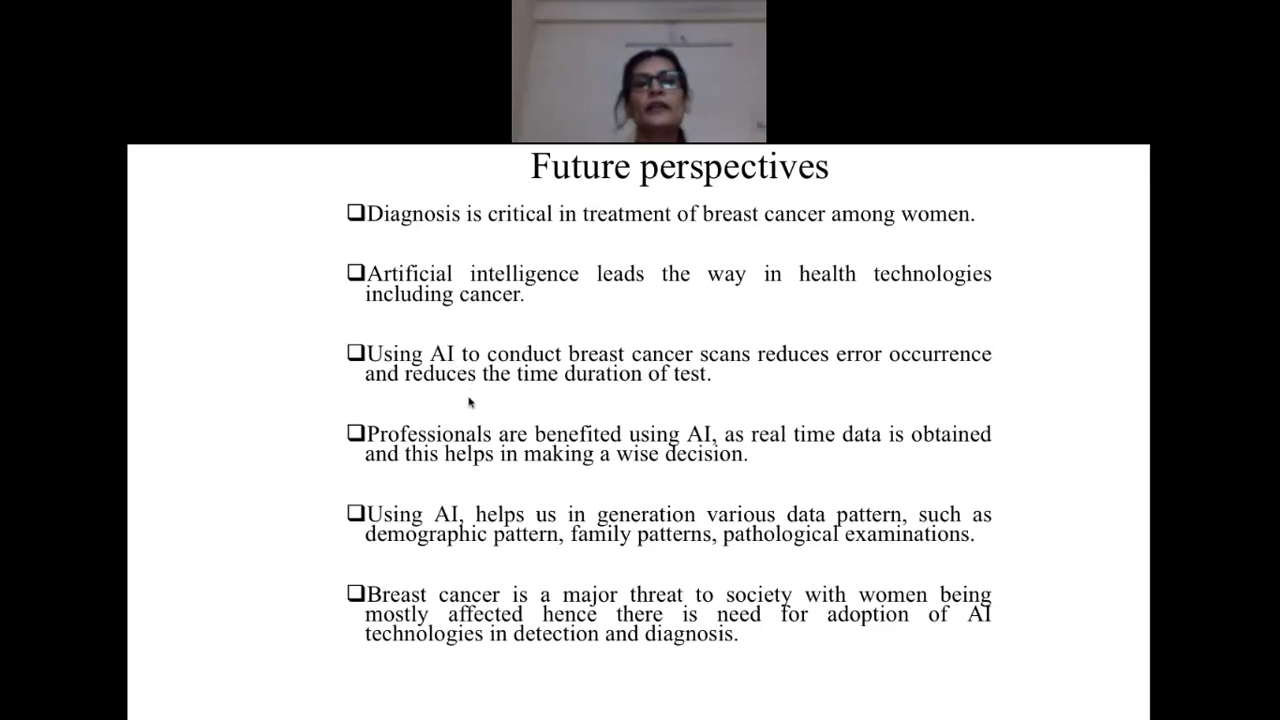 Future perspectives
❑Diagnosis is critical in treatment of breast cancer among women.
❑Artificial intelligence leads the way in health technologies
including cancer.
❑Using AI to conduct breast cancer scans reduces error occurrence
and reduces the time duration of test.
❑Professionals are benefited using AI, as real time data is obtained
and this helps in making a wise decision.
❑Using AI, helps us in generation various data pattern, such as
demographic pattern, family patterns, pathological examinations.
❑Breast cancer is a major threat to society with women being
mostly affected hence there is need for adoption of AI
technologies in detection and diagnosis.